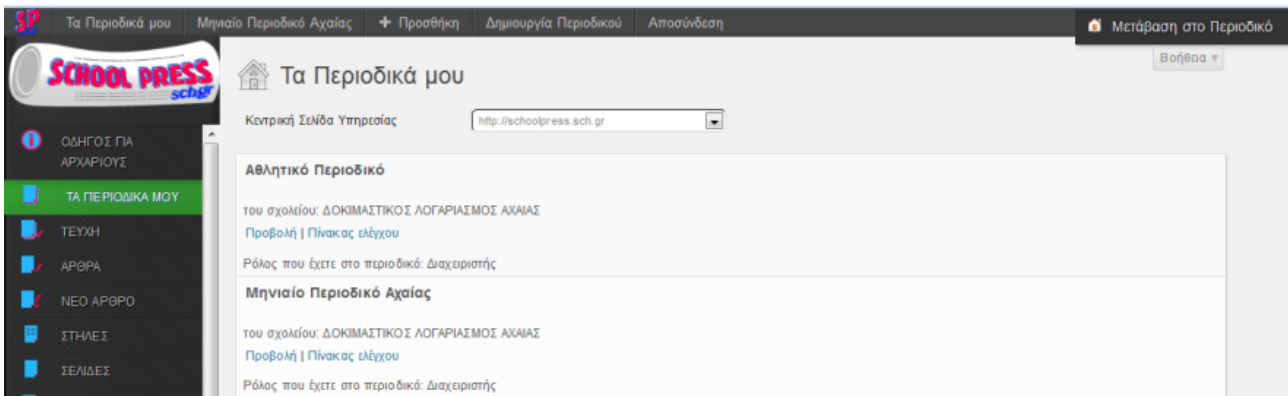 SP
Τα Περιοδικά μου Μηνιαίο Περιοδικό Αχαίας + Προσθήκη Δημιουργία Περιοδικού Αποσύνδεση Μετάβαση στο Περιοδικό
Βοήθεια
SCHOOL PRESS
schgr
Τα Περιοδικά μου
Κεντρική Σελίδα Υπηρεσίας http://schoolpress.sch.gr
ΟΔΗΓΟΣ ΓΙΑ
ΑΡΧΑΡΙΟΥΣ
ΤΑ ΠΕΡΙΟΔΙΚΑ ΜΟΥ
ΤΕΥΧΗ
ΑΡΘΡΑ
ΝΕΟ ΑΡΘΡΟ
ΣΤΗΛΕΣ
ΣΕΛΙΔΕΣ
Αθλητικό Περιοδικό
του σχολείου: ΔΟΚΙΜΑΣΤΙΚΟΣ ΛΟΓΑΡΙΑΣΜΟΣ ΑΧΑΙΑΣ
Προβολή | Πίνακας ελέγχου
Ρόλος που έχετε στο περιοδικό: Διαχειριστής
Μηνιαίο Περιοδικό Αχαίας
του σχολείου: ΔΟΚΙΜΑΣΤΙΚΟΣ ΛΟΓΑΡΙΑΣΜΟΣ ΑΧΑΙΑΣ
Προβολή | Πίνακας ελέγχου
Ρόλος που έχετε στο περιοδικό: Διαχειριστής